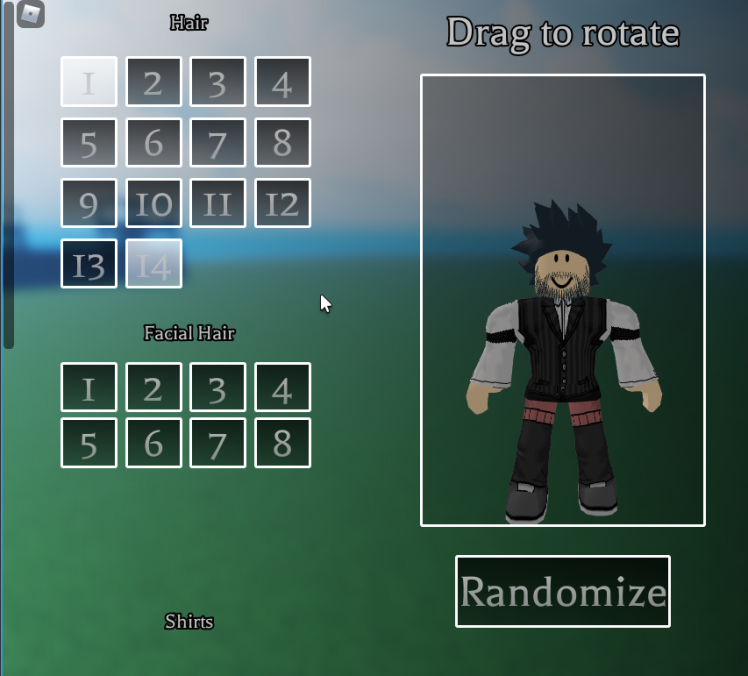 Hair
1 2 3 4
5 6 7 8
9 10 11 12
13 14
Facial Hair
1 2 3 4
5 6 7 8
Shirts
Drag to rotate
Randomize